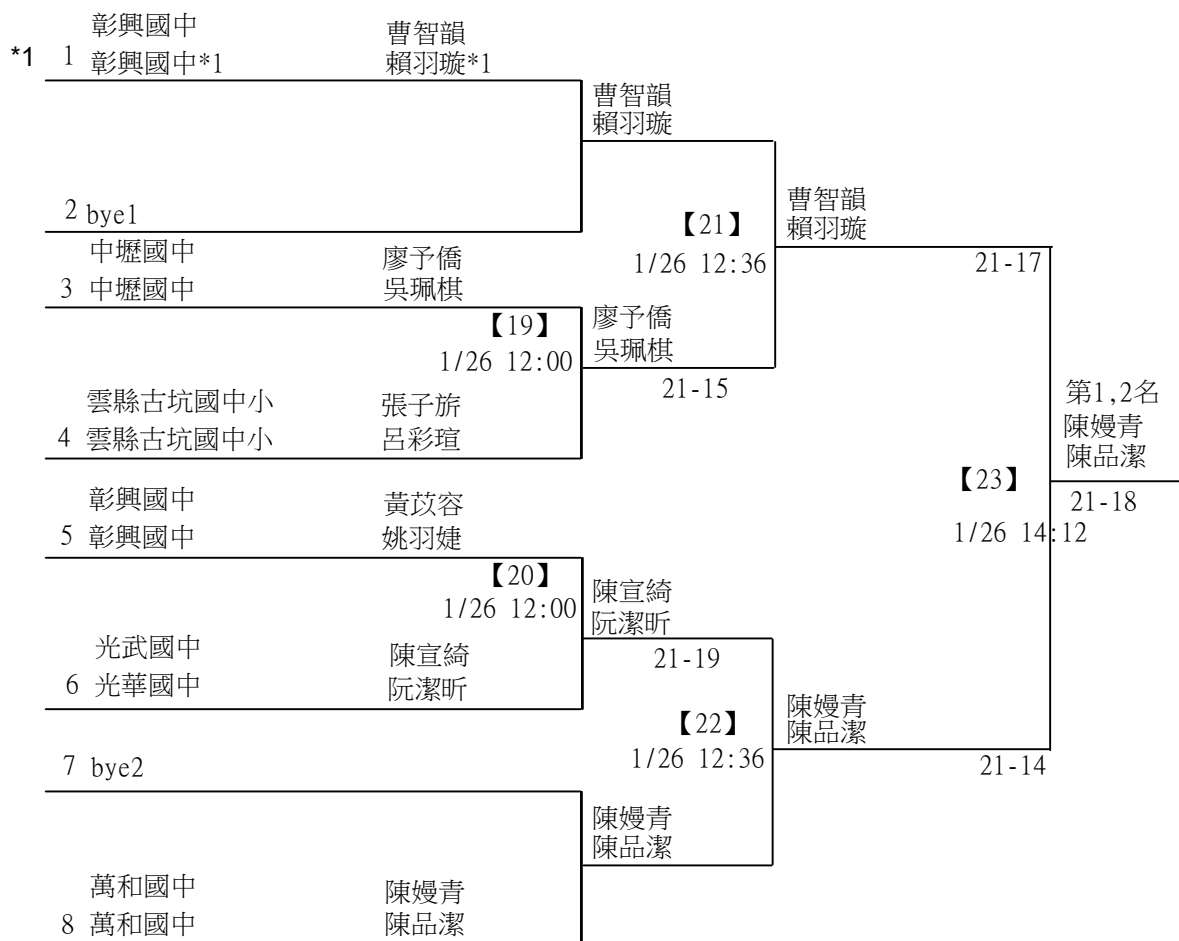 彰興國中 曹智韻
*1 1 彰興國中*1 賴羽璇*1
曹智韻
賴羽璇
2 bye1
【21】
1/26 12:36
曹智韻
賴羽璇
21-17
中壢國中 廖予僑
3 中壢國中 吳珮棋
【19】
1/26 12:00
廖予僑
吳珮棋
21-15
雲縣古坑國中小 張子旂
4 雲縣古坑國中小 呂彩瑄
第1,2名
陳嫚青
陳品潔
21-18
【23】
1/26 14:12
彰興國中 黃苡容
5 彰興國中 姚羽婕
【20】
1/26 12:00
陳宣綺
阮潔昕
21-19
光武國中 陳宣綺
6 光華國中 阮潔昕
【22】
1/26 12:36
陳嫚青
陳品潔
21-14
7 bye2
陳嫚青
陳品潔
萬和國中 陳嫚青
8 萬和國中 陳品潔